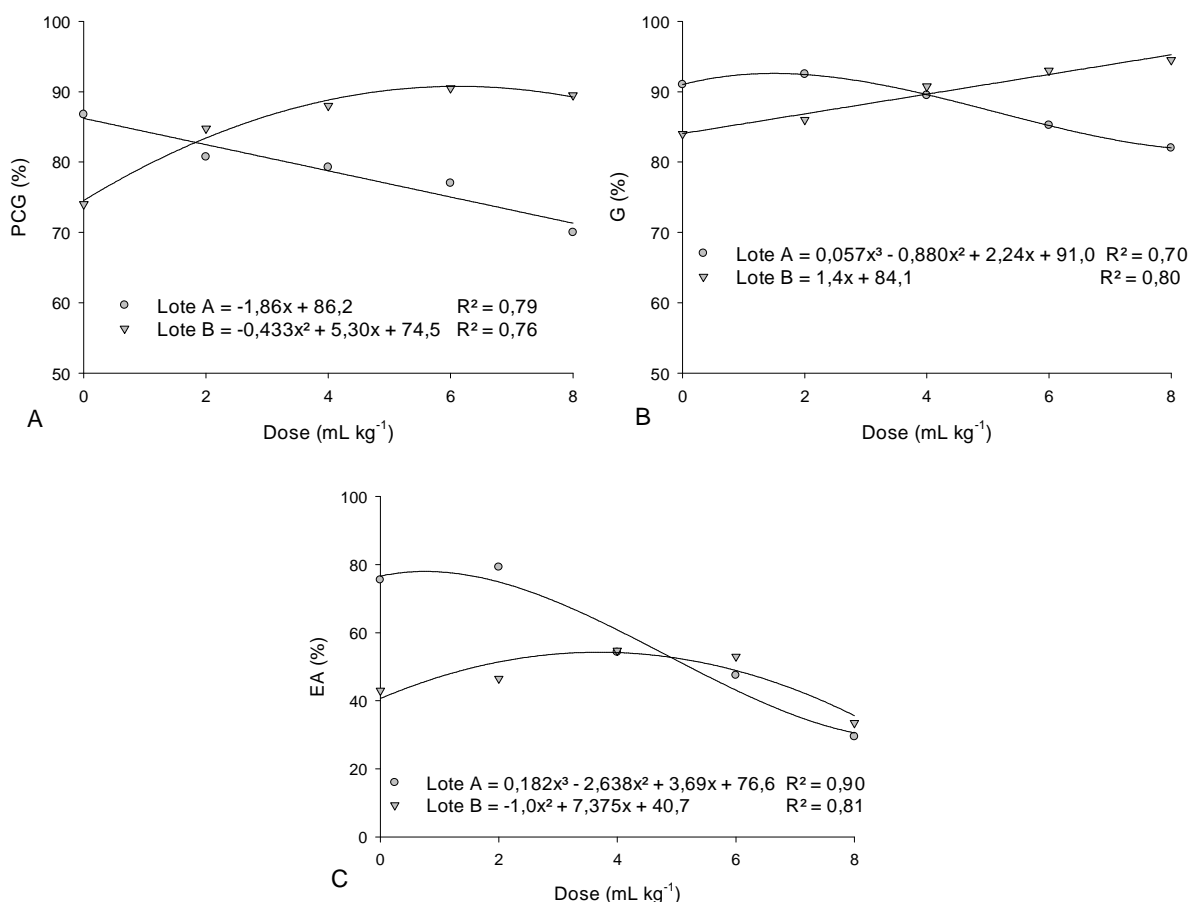 100
90
80
70
60
50
PCG (%)
Lote A = -1,86x + 86,2 R² = 0,79
Lote B = -0,433x² + 5,30x + 74,5 R² = 0,76
0 2 4 6 8
A
Dose (mL kg⁻¹)
100
90
80
70
60
50
G (%)
Lote A = 0,057x³ - 0,880x² + 2,24x + 91,0 R² = 0,70
Lote B = 1,4x + 84,1 R² = 0,80
0 2 4 6 8
B
Dose (mL kg⁻¹)
100
80
60
40
20
0
EA (%)
Lote A = 0,182x³ - 2,638x² + 3,69x + 76,6 R² = 0,90
Lote B = -1,0x² + 7,375x + 40,7 R² = 0,81
0 2 4 6 8
C
Dose (mL kg⁻¹)